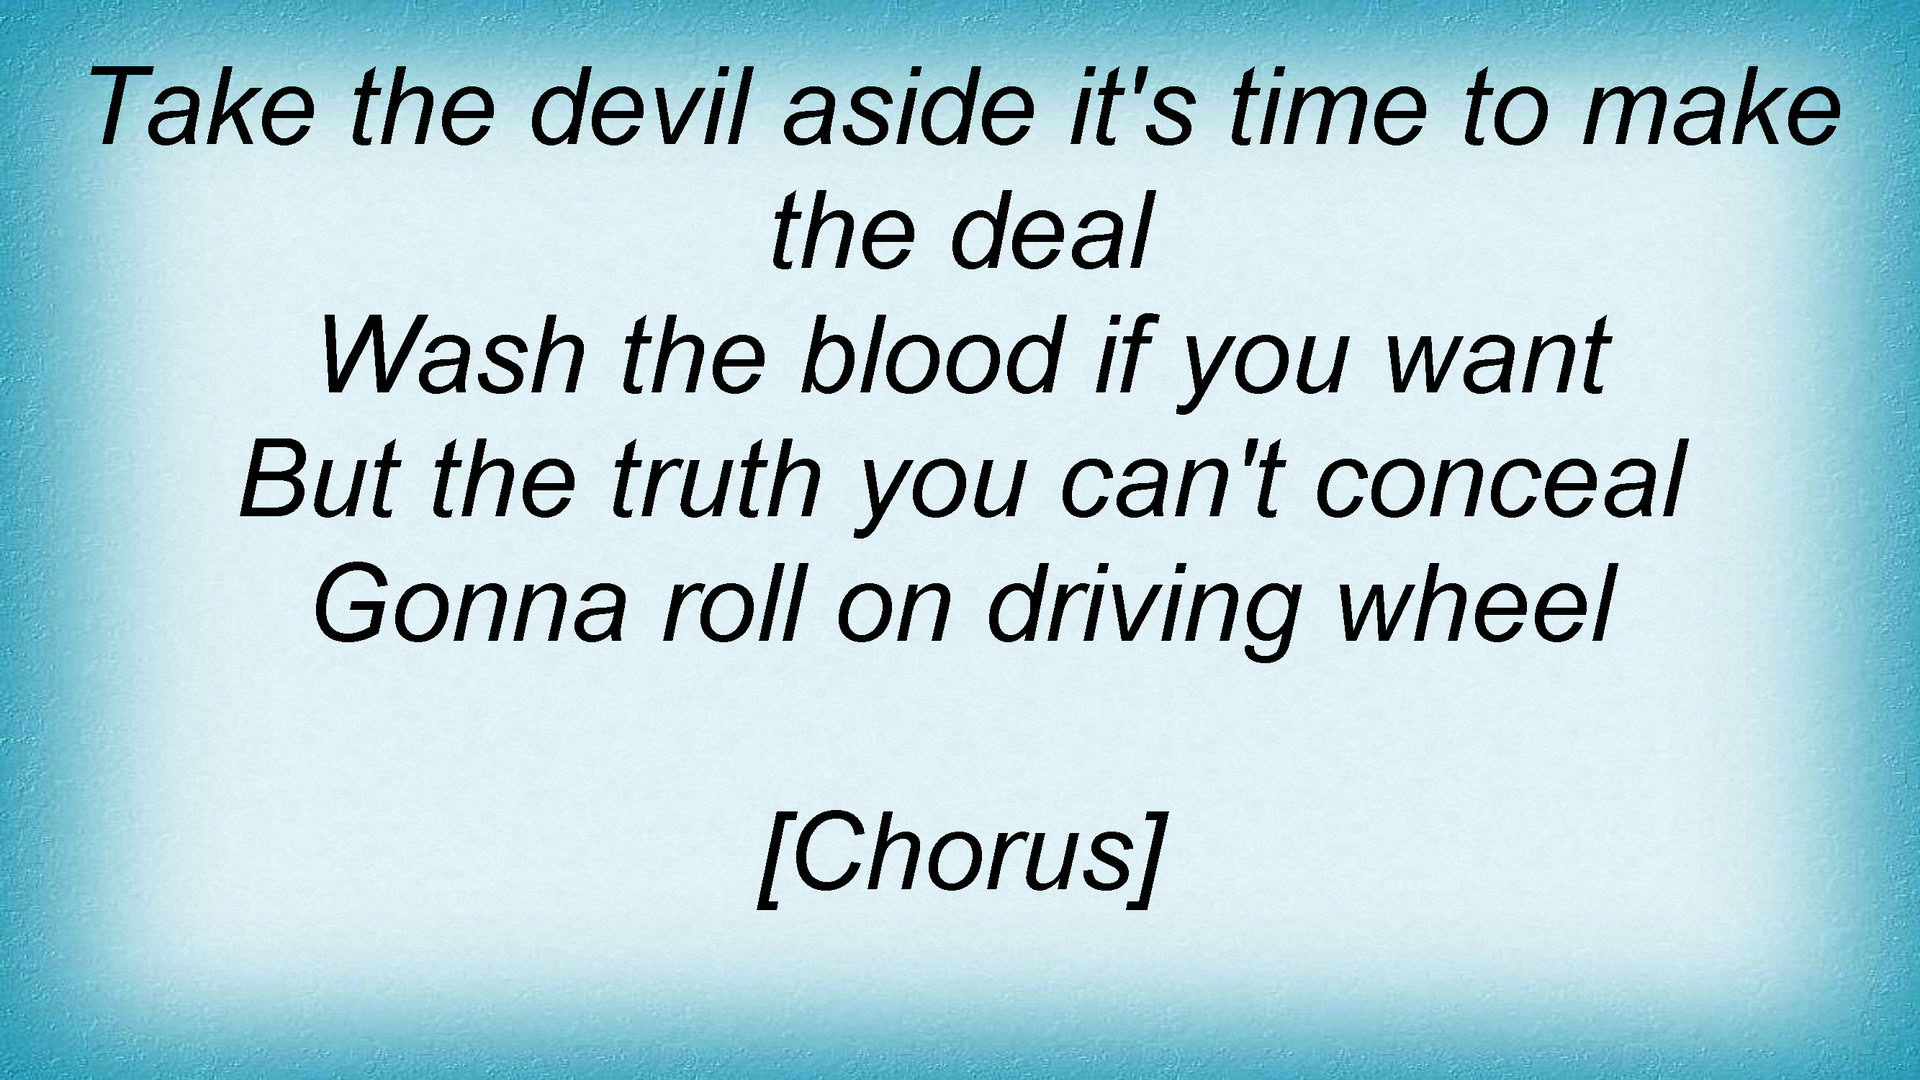 Take the devil aside it's time to make
the deal
Wash the blood if you want
But the truth you can't conceal
Gonna roll on driving wheel
[Chorus]